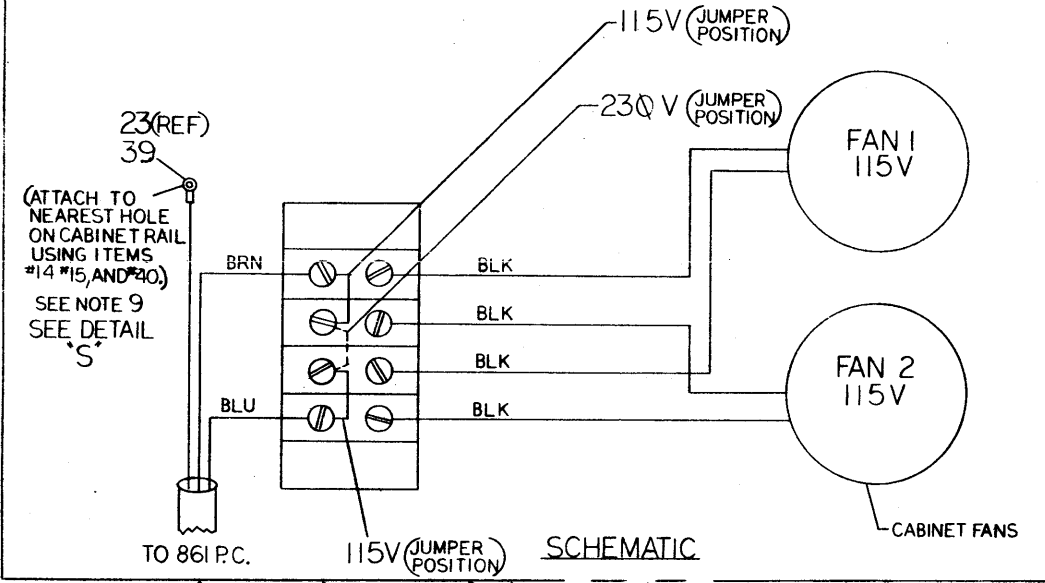 115V (JUMPER
POSITION)
230 V (JUMPER
POSITION)
23(REF)
39
(ATTACH TO
NEAREST HOLE
ON CABINET RAIL
USING ITEMS
#14 #15, AND #40.)
SEE NOTE 9
SEE DETAIL
"S"
BRN
BLU
BLK
BLK
BLK
BLK
FAN 1
115V
FAN 2
115V
CABINET FANS
TO 861 P.C.
115V (JUMPER
POSITION)
SCHEMATIC